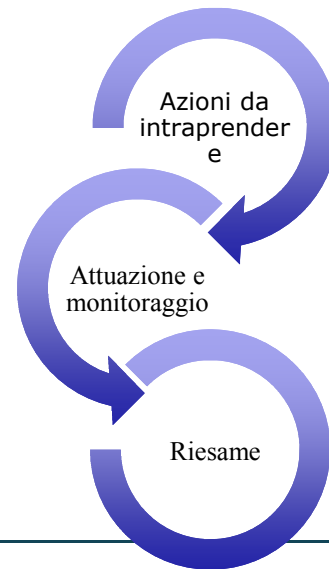 Azioni da
intraprender
e
Attuazione e
monitoraggio
Riesame